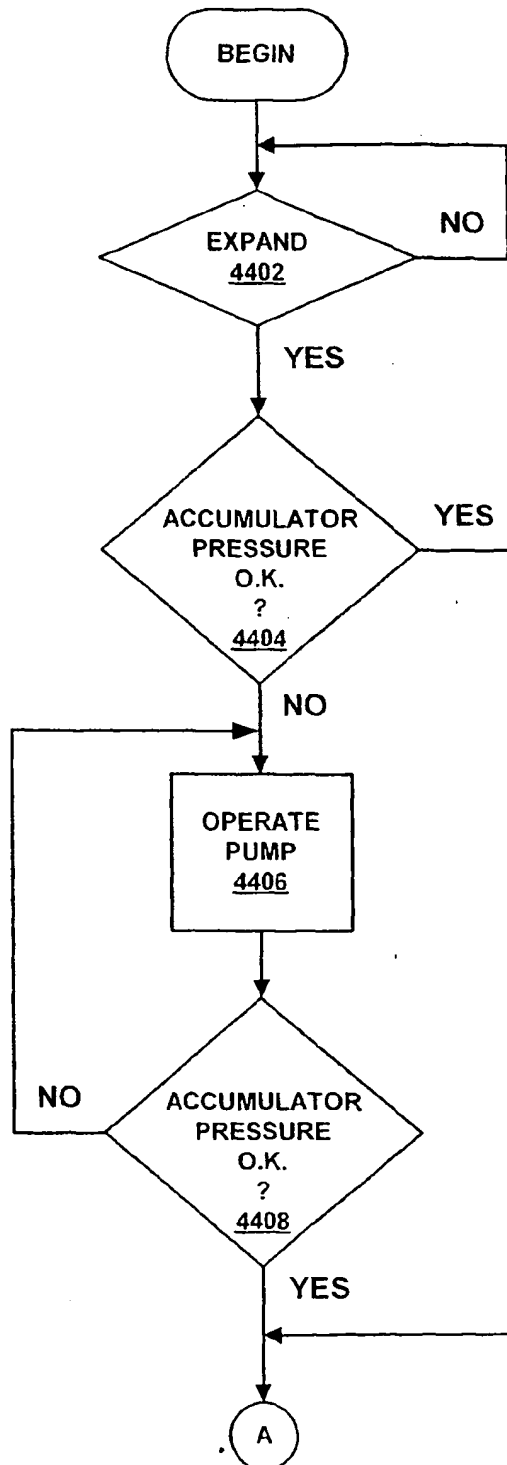 BEGIN
EXPAND
4402
NO
YES
ACCUMULATOR
PRESSURE
O.K.
?
4404
YES
NO
OPERATE
PUMP
4406
NO
ACCUMULATOR
PRESSURE
O.K.
?
4408
YES
A